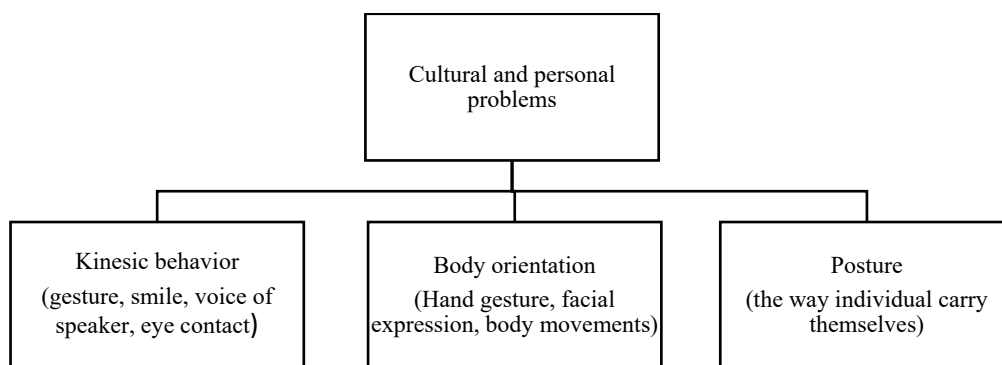 Cultural and personal
problems
Kinesic behavior
(gesture, smile, voice of
speaker, eye contact)
Body orientation
(Hand gesture, facial
expression, body movements)
Posture
(the way individual carry
themselves)